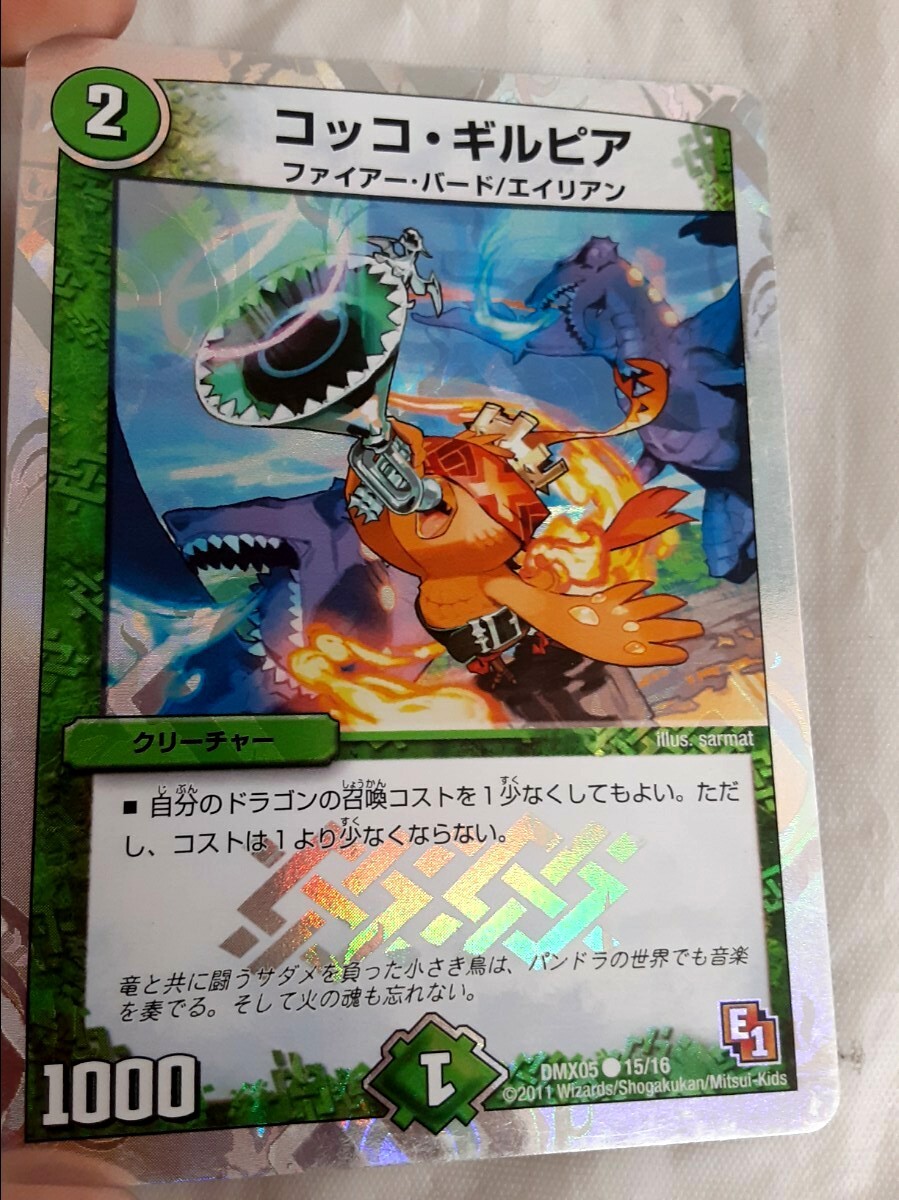 2
コッコ・ギルピア
ファイアー・バード/エイリアン
クリーチャー
illus. sarmat
■ 自分のドラゴンの召喚コストを1少なくしてもよい。ただ
し、コストは1より少なくならない。
竜と共に闘うサダメを負った小さき鳥は、パンドラの世界でも音楽
を奏でる。そして火の魂も忘れない。
E1
1000
1
DMX05 ● 15/16
©2011 Wizards/Shogakukan/Mitsui-Kids